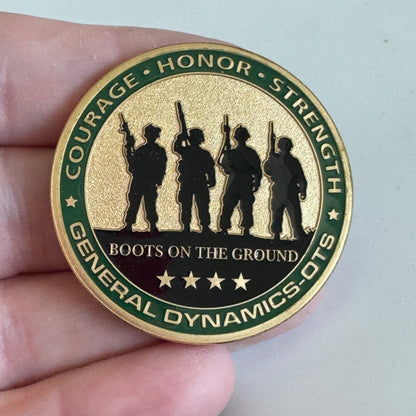 COURAGE • HONOR • STRENGTH
BOOTS ON THE GROUND
GENERAL DYNAMICS-OTS